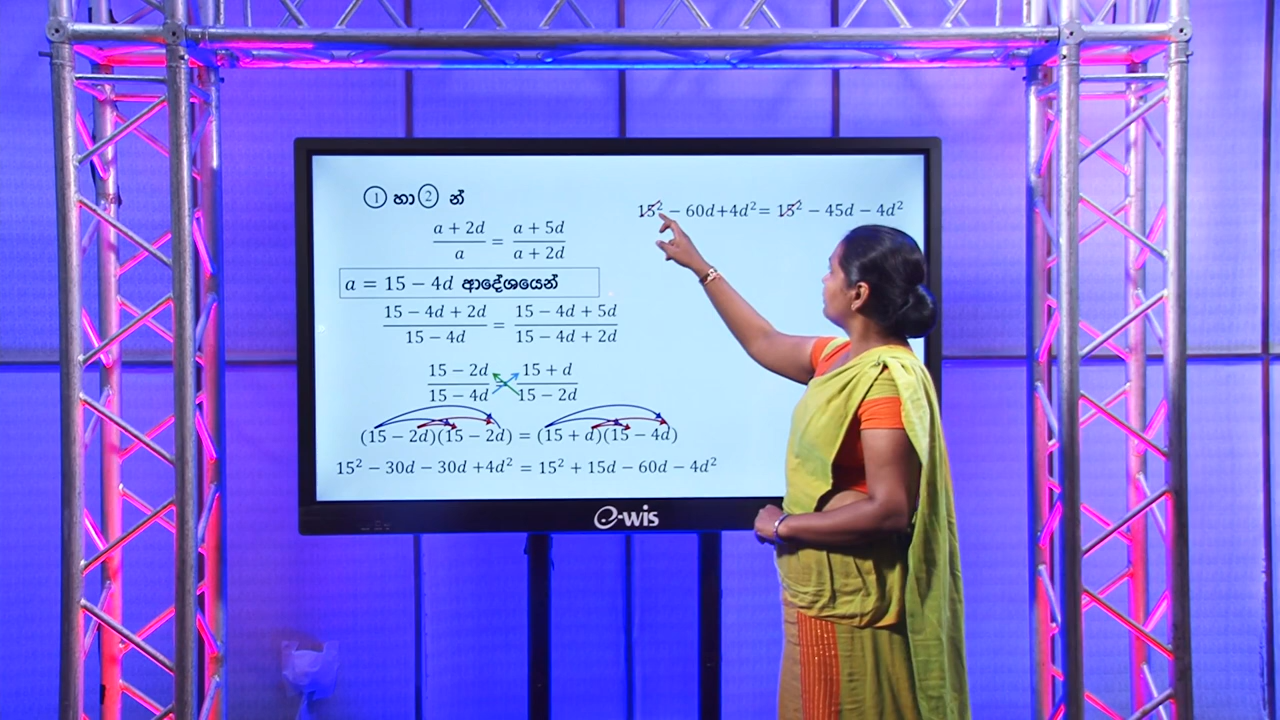 ① හා ② න්
(a + 2d)/a = (a + 5d)/(a + 2d)
a = 15 − 4d ආදේශයෙන්
(15 − 4d + 2d)/(15 − 4d) = (15 − 4d + 5d)/(15 − 4d + 2d)
(15 − 2d)/(15 − 4d) = (15 + d)/(15 − 2d)
(15 − 2d)(15 − 2d) = (15 + d)(15 − 4d)
15² − 30d − 30d +4d² = 15² + 15d − 60d − 4d²
15² − 60d+4d² = 15² − 45d − 4d²
e-wis